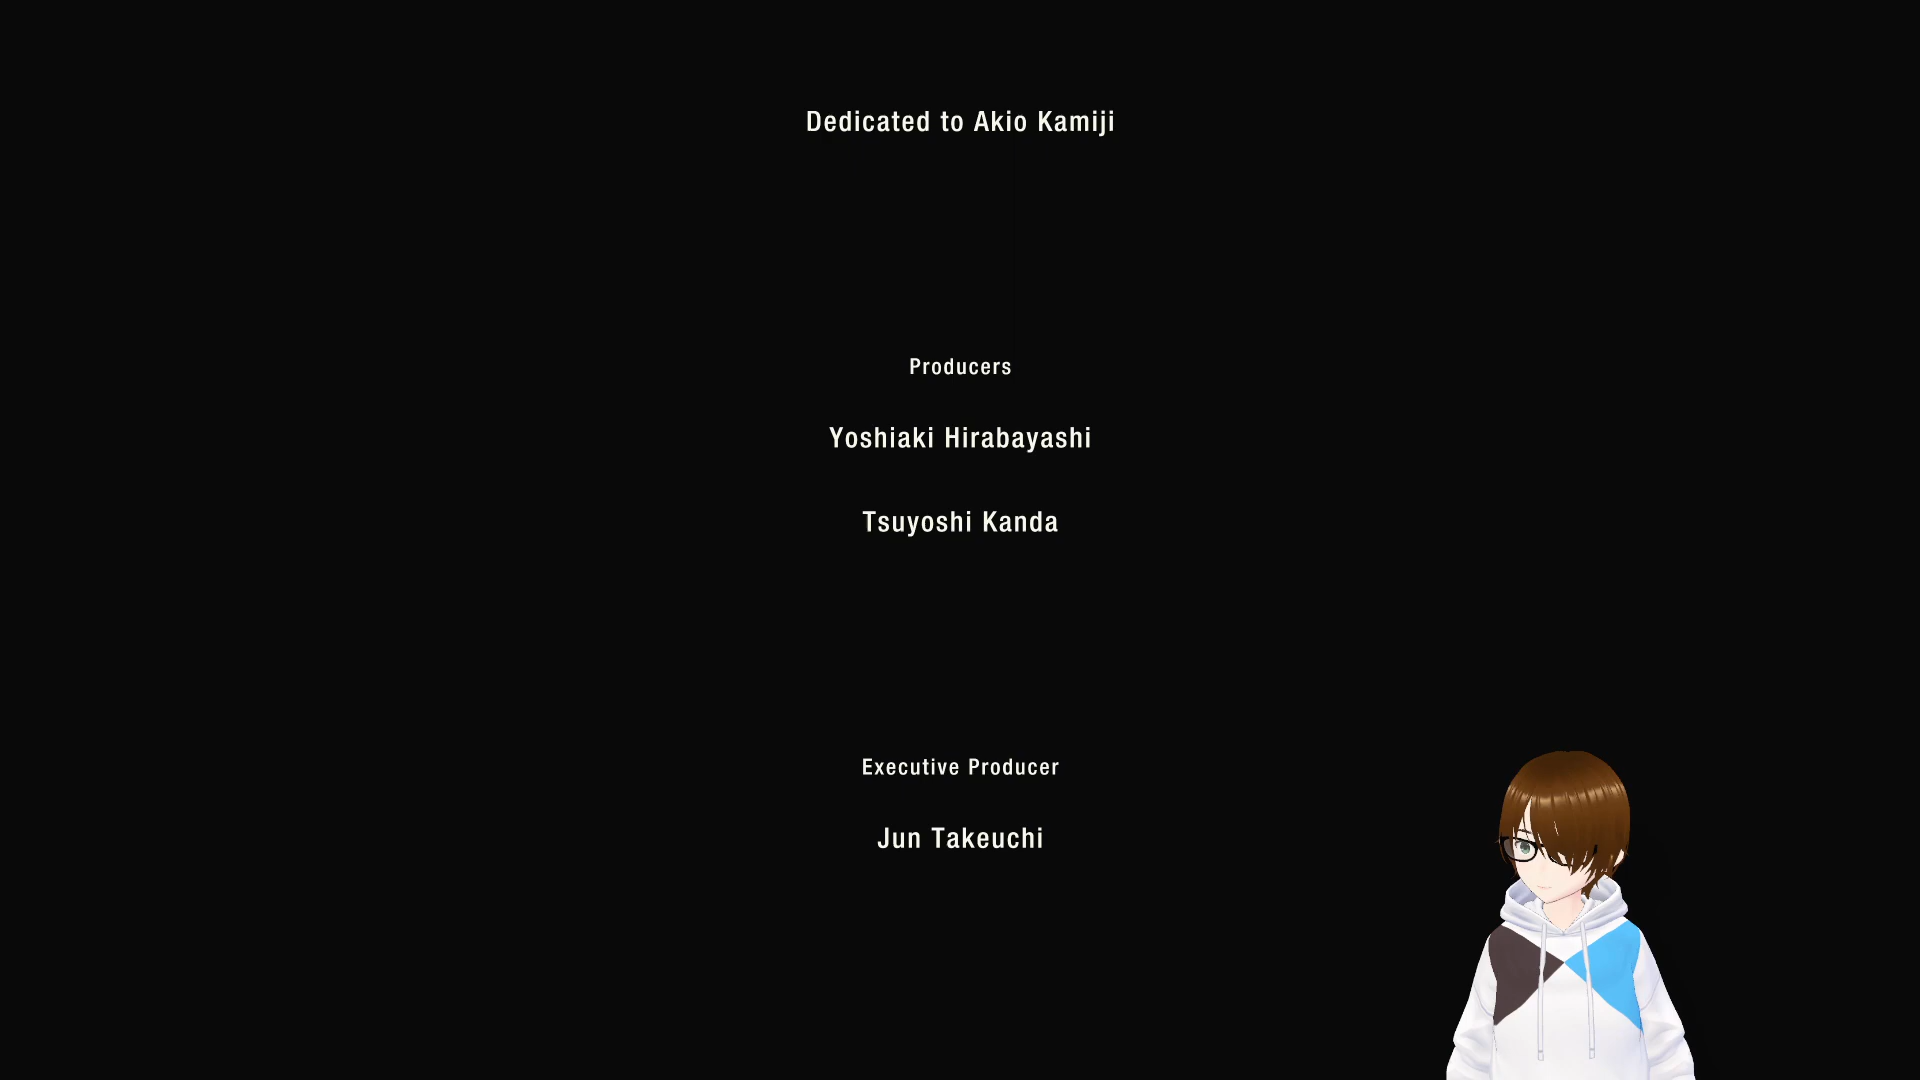 Dedicated to Akio Kamiji
Producers
Yoshiaki Hirabayashi
Tsuyoshi Kanda
Executive Producer
Jun Takeuchi